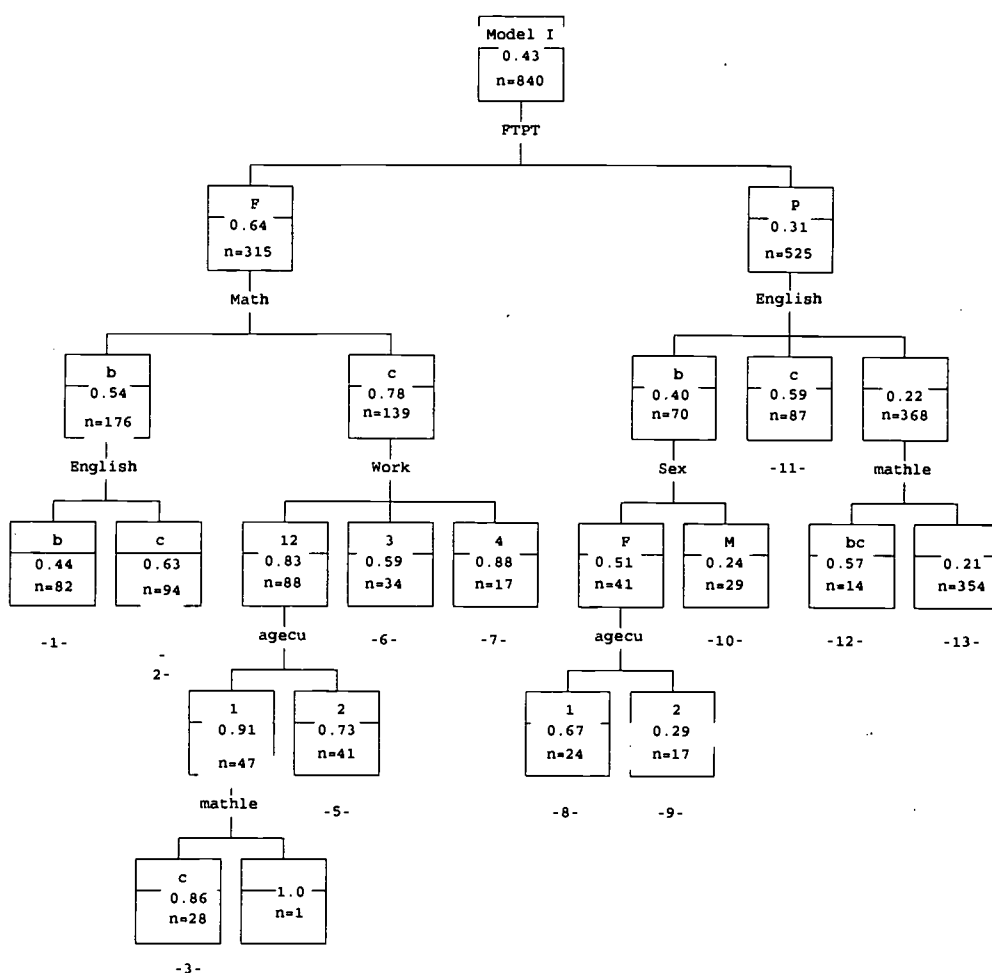 Model I
0.43
n=840
FTPT
F P
0.64 0.31
n=315 n=525
Math English
b c b c
0.54 0.78 0.40 0.59 0.22
n=176 n=139 n=70 n=87 n=368
English Work Sex -11- mathle
b c 12 3 4 F M bc
0.44 0.63 0.83 0.59 0.88 0.51 0.24 0.57 0.21
n=82 n=94 n=88 n=34 n=17 n=41 n=29 n=14 n=354
-1- agecu -6- -7- agecu -10- -12- -13-
-
2-
1 2 1 2
0.91 0.73 0.67 0.29
n=47 n=41 n=24 n=17
mathle -5- -8- -9-
c
0.86 1.0
n=28 n=1
-3-